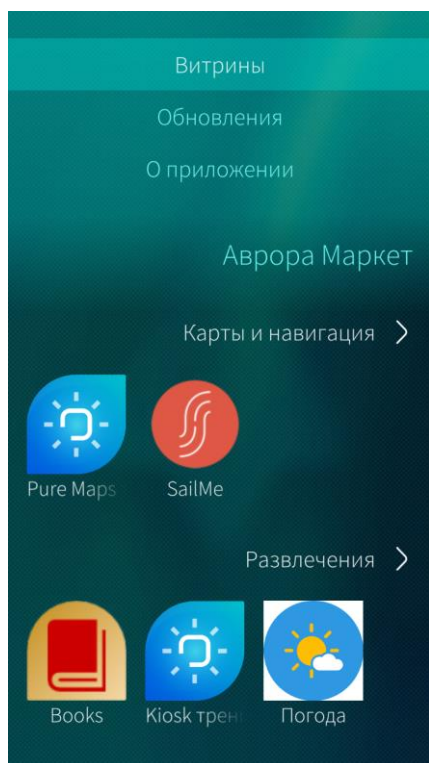 Витрины
Обновления
О приложении
Аврора Маркет
Карты и навигация
Pure Maps
SailMe
Развлечения
Books
Kiosk трен
Погода